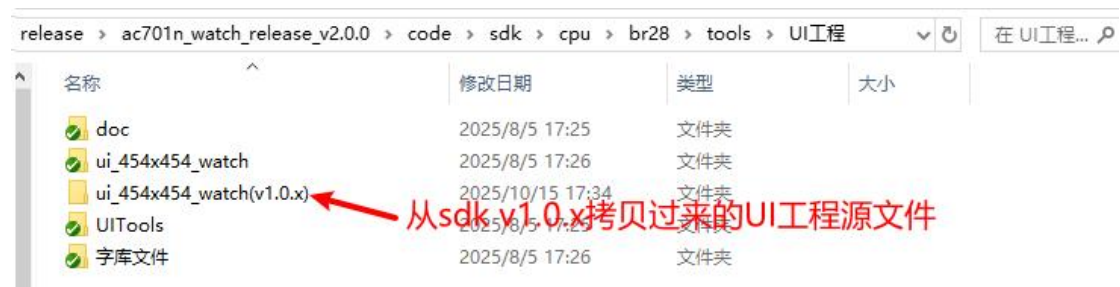 release › ac701n_watch_release_v2.0.0 › code › sdk › cpu › br28 › tools › UI工程 在 UI工程...
名称 修改日期 类型 大小
doc 2025/8/5 17:25 文件夹
ui_454x454_watch 2025/8/5 17:26 文件夹
ui_454x454_watch(v1.0.x) 2025/10/15 17:34 文件夹
从sdk v1.0.x拷贝过来的UI工程源文件
UITools 2025/8/5 17:25 文件夹
字库文件 2025/8/5 17:26 文件夹